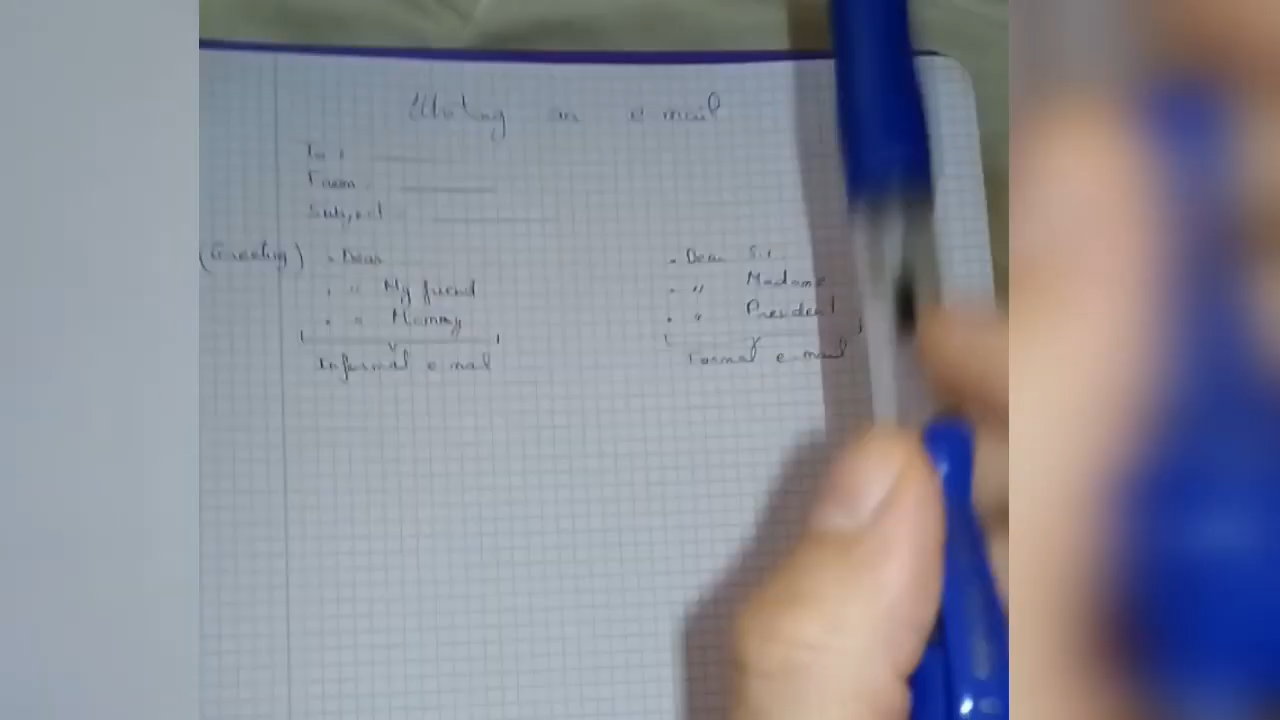 Writing an e mail
To :
From
Subject
(Greeting) • Dear • Dear Sir
• " My friend • " Madame
• " Mommy • " President
Informal e mail Formal e-mail